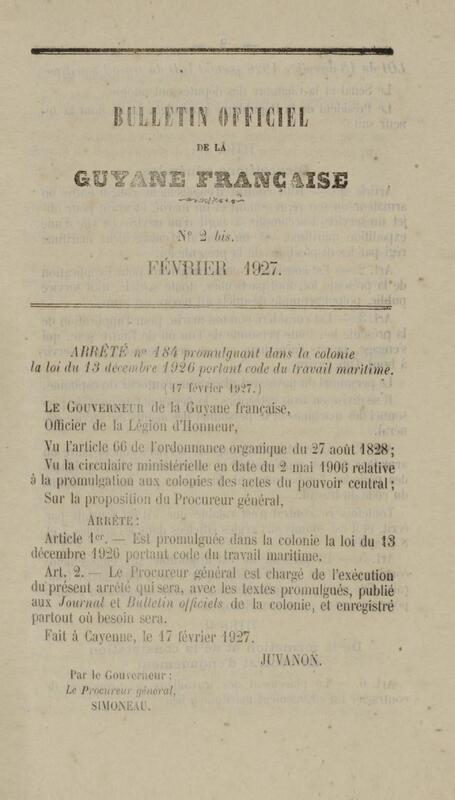 BULLETIN OFFICIEL
DE LA
GUYANE FRANÇAISE
N° 2 bis.
FÉVRIER 1927.
ARRÊTÉ n° 184 promulguant dans la colonie
la loi du 13 décembre 1926 portant code du travail maritime.
(17 février 1927.)
LE GOUVERNEUR de la Guyane française,
Officier de la Légion d'Honneur,
Vu l'article 66 de l'ordonnance organique du 27 août 1828;
Vu la circulaire ministérielle en date du 2 mai 1906 relative
à la promulgation aux colonies des actes du pouvoir central;
Sur la proposition du Procureur général,
ARRÊTE:
Article 1er. — Est promulguée dans la colonie la loi du 13
décembre 1926 portant code du travail maritime.
Art. 2. — Le Procureur général est chargé de l'exécution
du présent arrêté qui sera, avec les textes promulgués, publié
aux Journal et Bulletin officiels de la colonie, et enregistré
partout où besoin sera.
Fait à Cayenne, le 17 février 1927.
JUVANON.
Par le Gouverneur:
Le Procureur général,
SIMONEAU.